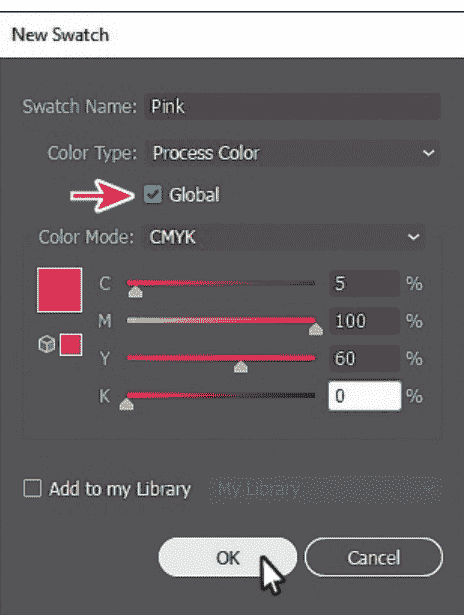 New Swatch
Swatch Name: Pink
Color Type: Process Color
Global
Color Mode: CMYK
C 5 %
M 100 %
Y 60 %
K 0 %
Add to my Library My Library
OK Cancel